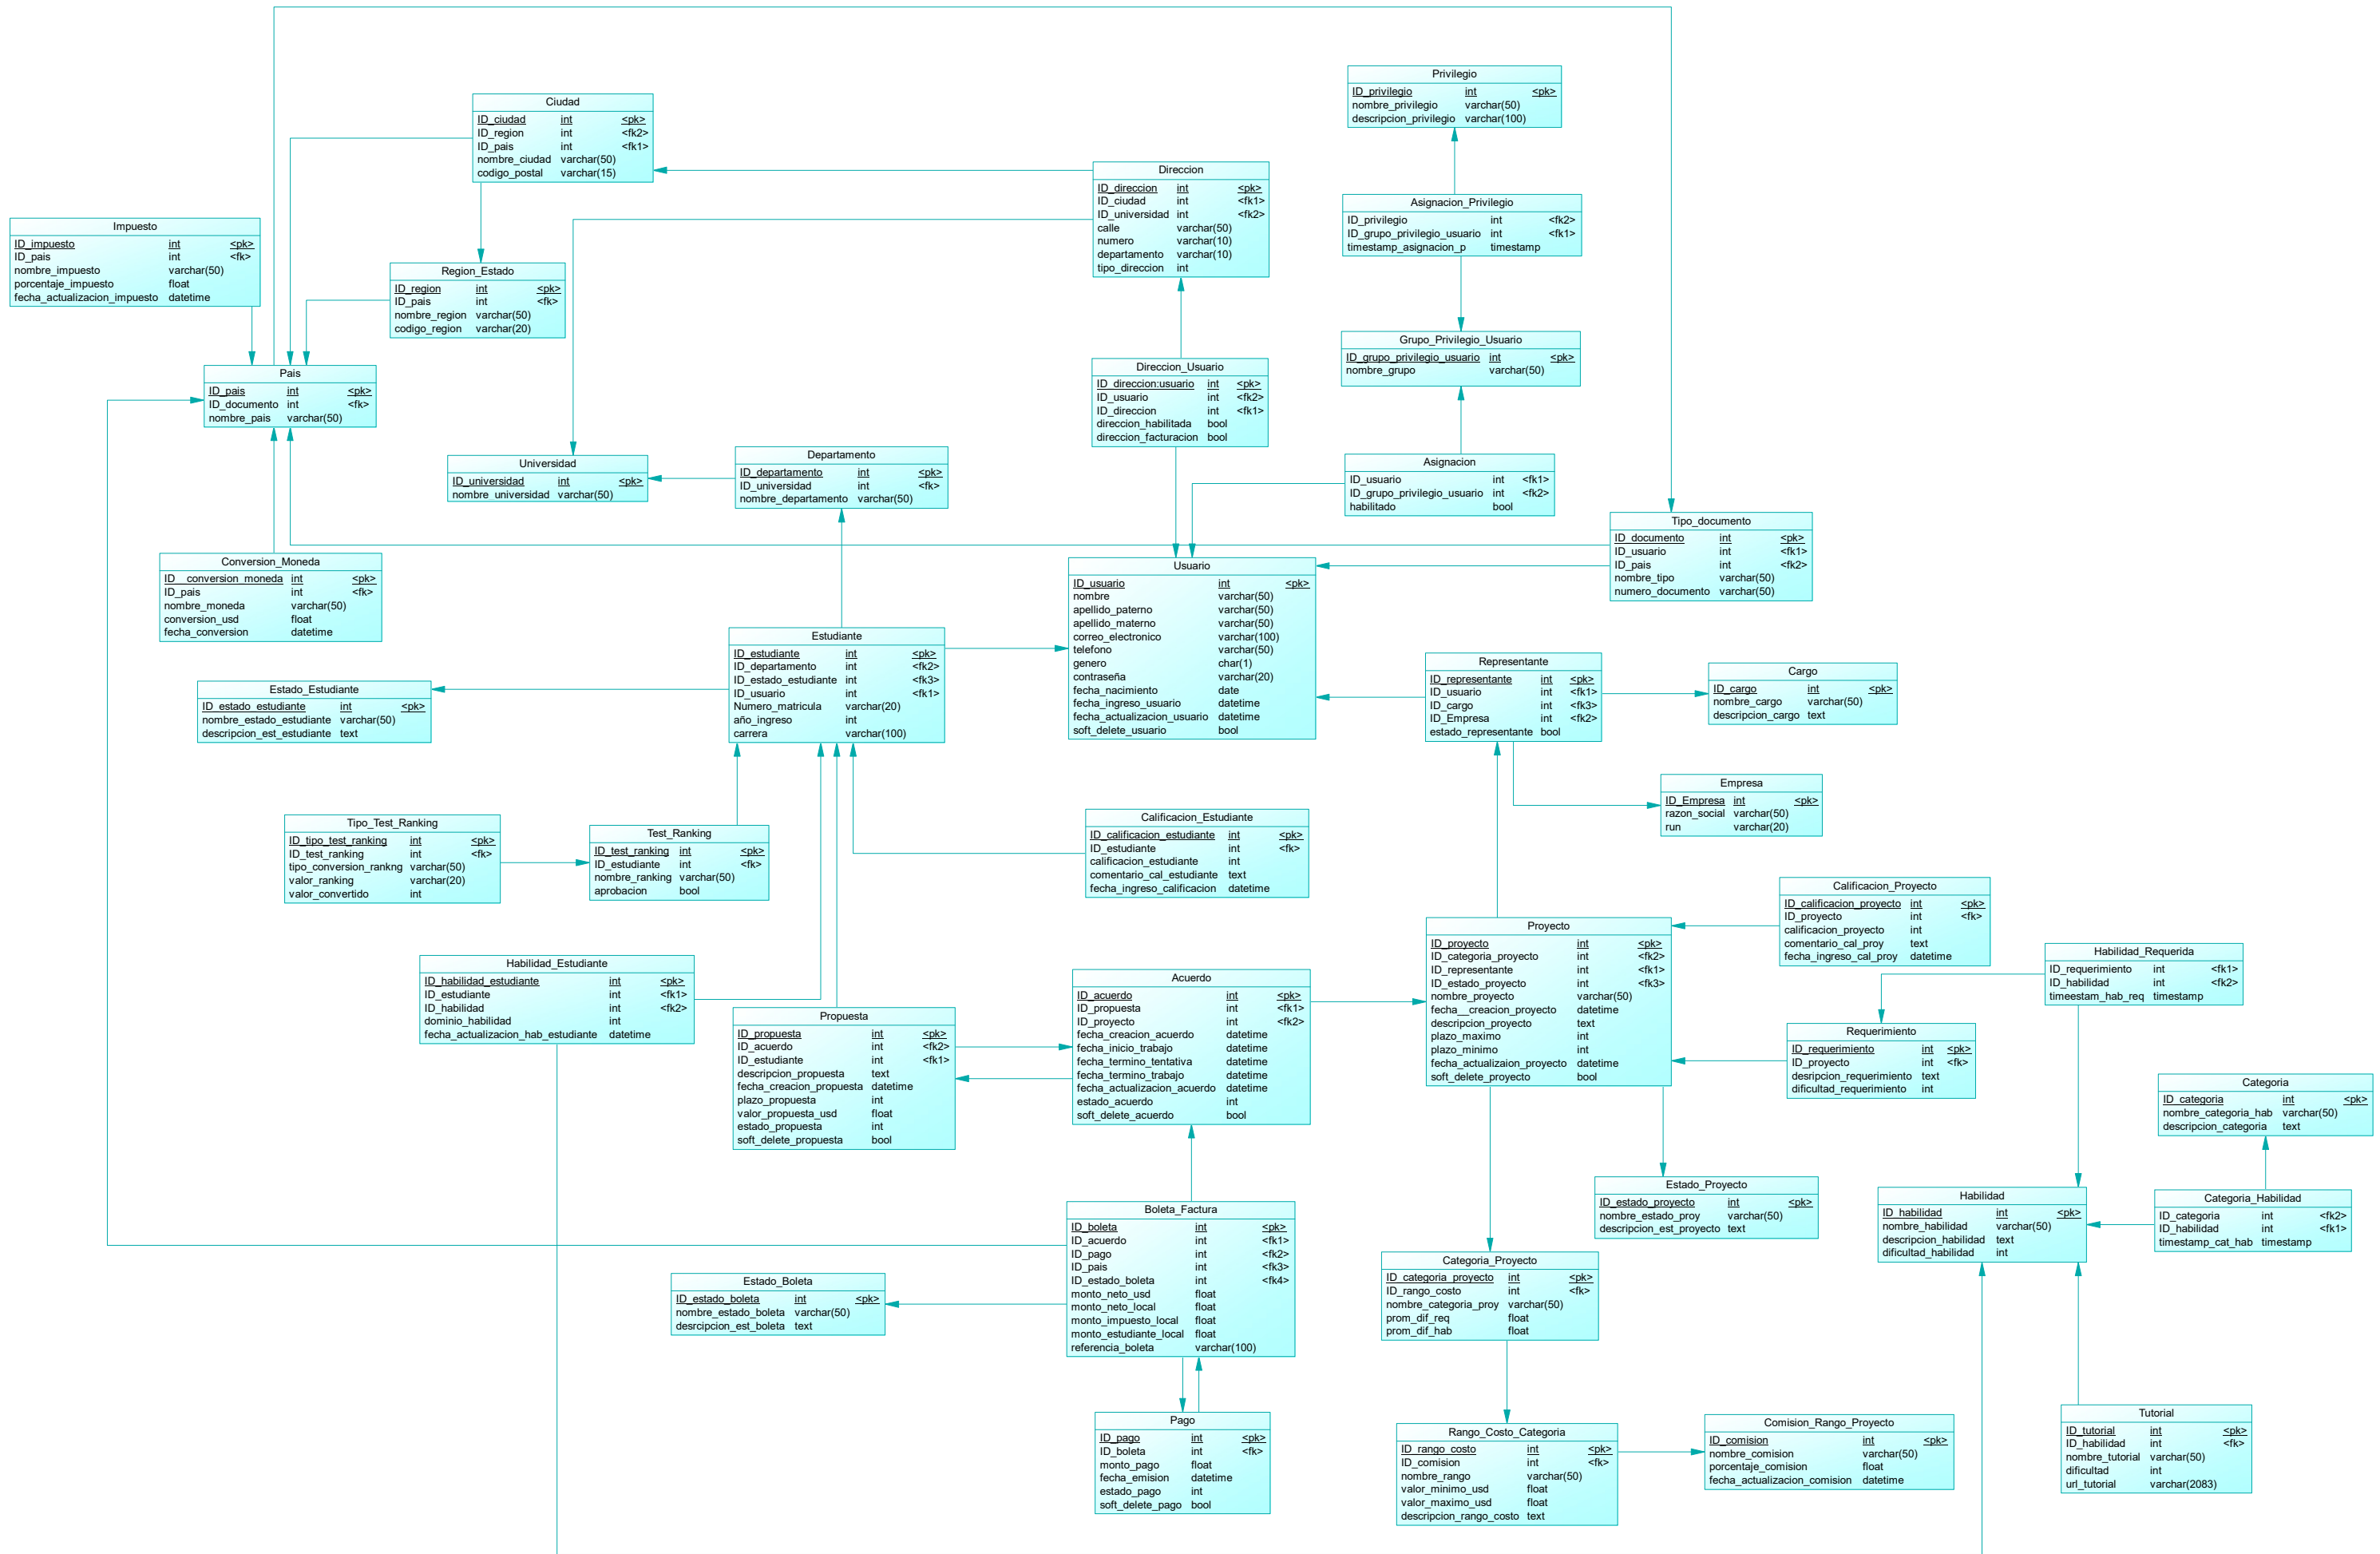 Privilegio
ID_privilegio int <pk>
nombre_privilegio varchar(50)
descripcion_privilegio varchar(100)
Ciudad
ID_ciudad int <pk>
ID_region int <fk2>
ID_pais int <fk1>
nombre_ciudad varchar(50)
codigo_postal varchar(15)
Direccion
ID_direccion int <pk>
ID_ciudad int <fk1>
ID_universidad int <fk2>
calle varchar(50)
numero varchar(10)
departamento varchar(10)
tipo_direccion int
Asignacion_Privilegio
ID_privilegio int <fk2>
ID_grupo_privilegio_usuario int <fk1>
timestamp_asignacion_p timestamp
Impuesto
ID_impuesto int <pk>
ID_pais int <fk>
nombre_impuesto varchar(50)
porcentaje_impuesto float
fecha_actualizacion_impuesto datetime
Region_Estado
ID_region int <pk>
ID_pais int <fk>
nombre_region varchar(50)
codigo_region varchar(20)
Grupo_Privilegio_Usuario
ID_grupo_privilegio_usuario int <pk>
nombre_grupo varchar(50)
Pais
ID_pais int <pk>
ID_documento int <fk>
nombre_pais varchar(50)
Direccion_Usuario
ID_direccion:usuario int <pk>
ID_usuario int <fk2>
ID_direccion int <fk1>
direccion_habilitada bool
direccion_facturacion bool
Universidad
ID_universidad int <pk>
nombre_universidad varchar(50)
Departamento
ID_departamento int <pk>
ID_universidad int <fk>
nombre_departamento varchar(50)
Asignacion
ID_usuario int <fk1>
ID_grupo_privilegio_usuario int <fk2>
habilitado bool
Tipo_documento
ID_documento int <pk>
ID_usuario int <fk1>
ID_pais int <fk2>
nombre_tipo varchar(50)
numero_documento varchar(50)
Conversion_Moneda
ID__conversion_moneda int <pk>
ID_pais int <fk>
nombre_moneda varchar(50)
conversion_usd float
fecha_conversion datetime
Usuario
ID_usuario int <pk>
nombre varchar(50)
apellido_paterno varchar(50)
apellido_materno varchar(50)
correo_electronico varchar(100)
telefono varchar(50)
genero char(1)
contraseña varchar(20)
fecha_nacimiento date
fecha_ingreso_usuario datetime
fecha_actualizacion_usuario datetime
soft_delete_usuario bool
Estudiante
ID_estudiante int <pk>
ID_departamento int <fk2>
ID_estado_estudiante int <fk3>
ID_usuario int <fk1>
Numero_matricula varchar(20)
año_ingreso int
carrera varchar(100)
Estado_Estudiante
ID_estado_estudiante int <pk>
nombre_estado_estudiante varchar(50)
descripcion_est_estudiante text
Representante
ID_representante int <pk>
ID_usuario int <fk1>
ID_cargo int <fk3>
ID_Empresa int <fk2>
estado_representante bool
Cargo
ID_cargo int <pk>
nombre_cargo varchar(50)
descripcion_cargo text
Empresa
ID_Empresa int <pk>
razon_social varchar(50)
run varchar(20)
Tipo_Test_Ranking
ID_tipo_test_ranking int <pk>
ID_test_ranking int <fk>
tipo_conversion_rankng varchar(50)
valor_ranking varchar(20)
valor_convertido int
Test_Ranking
ID_test_ranking int <pk>
ID_estudiante int <fk>
nombre_ranking varchar(50)
aprobacion bool
Calificacion_Estudiante
ID_calificacion_estudiante int <pk>
ID_estudiante int <fk>
calificacion_estudiante int
comentario_cal_estudiante text
fecha_ingreso_calificacion datetime
Calificacion_Proyecto
ID_calificacion_proyecto int <pk>
ID_proyecto int <fk>
calificacion_proyecto int
comentario_cal_proy text
fecha_ingreso_cal_proy datetime
Proyecto
ID_proyecto int <pk>
ID_categoria_proyecto int <fk2>
ID_representante int <fk1>
ID_estado_proyecto int <fk3>
nombre_proyecto varchar(50)
fecha__creacion_proyecto datetime
descripcion_proyecto text
plazo_maximo int
plazo_minimo int
fecha_actualizaion_proyecto datetime
soft_delete_proyecto bool
Habilidad_Requerida
ID_requerimiento int <fk1>
ID_habilidad int <fk2>
timeestam_hab_req timestamp
Habilidad_Estudiante
ID_habilidad_estudiante int <pk>
ID_estudiante int <fk1>
ID_habilidad int <fk2>
dominio_habilidad int
fecha_actualizacion_hab_estudiante datetime
Acuerdo
ID_acuerdo int <pk>
ID_propuesta int <fk1>
ID_proyecto int <fk2>
fecha_creacion_acuerdo datetime
fecha_inicio_trabajo datetime
fecha_termino_tentativa datetime
fecha_termino_trabajo datetime
fecha_actualizacion_acuerdo datetime
estado_acuerdo int
soft_delete_acuerdo bool
Propuesta
ID_propuesta int <pk>
ID_acuerdo int <fk2>
ID_estudiante int <fk1>
descripcion_propuesta text
fecha_creacion_propuesta datetime
plazo_propuesta int
valor_propuesta_usd float
estado_propuesta int
soft_delete_propuesta bool
Requerimiento
ID_requerimiento int <pk>
ID_proyecto int <fk>
desripcion_requerimiento text
dificultad_requerimiento int
Categoria
ID_categoria int <pk>
nombre_categoria_hab varchar(50)
descripcion_categoria text
Estado_Proyecto
ID_estado_proyecto int <pk>
nombre_estado_proy varchar(50)
descripcion_est_proyecto text
Habilidad
ID_habilidad int <pk>
nombre_habilidad varchar(50)
descripcion_habilidad text
dificultad_habilidad int
Categoria_Habilidad
ID_categoria int <fk2>
ID_habilidad int <fk1>
timestamp_cat_hab timestamp
Boleta_Factura
ID_boleta int <pk>
ID_acuerdo int <fk1>
ID_pago int <fk2>
ID_pais int <fk3>
ID_estado_boleta int <fk4>
monto_neto_usd float
monto_neto_local float
monto_impuesto_local float
monto_estudiante_local float
referencia_boleta varchar(100)
Estado_Boleta
ID_estado_boleta int <pk>
nombre_estado_boleta varchar(50)
desrcipcion_est_boleta text
Categoria_Proyecto
ID_categoria_proyecto int <pk>
ID_rango_costo int <fk>
nombre_categoria_proy varchar(50)
prom_dif_req float
prom_dif_hab float
Pago
ID_pago int <pk>
ID_boleta int <fk>
monto_pago float
fecha_emision datetime
estado_pago int
soft_delete_pago bool
Rango_Costo_Categoria
ID_rango_costo int <pk>
ID_comision int <fk>
nombre_rango varchar(50)
valor_minimo_usd float
valor_maximo_usd float
descripcion_rango_costo text
Comision_Rango_Proyecto
ID_comision int <pk>
nombre_comision varchar(50)
porcentaje_comision float
fecha_actualizacion_comision datetime
Tutorial
ID_tutorial int <pk>
ID_habilidad int <fk>
nombre_tutorial varchar(50)
dificultad int
url_tutorial varchar(2083)